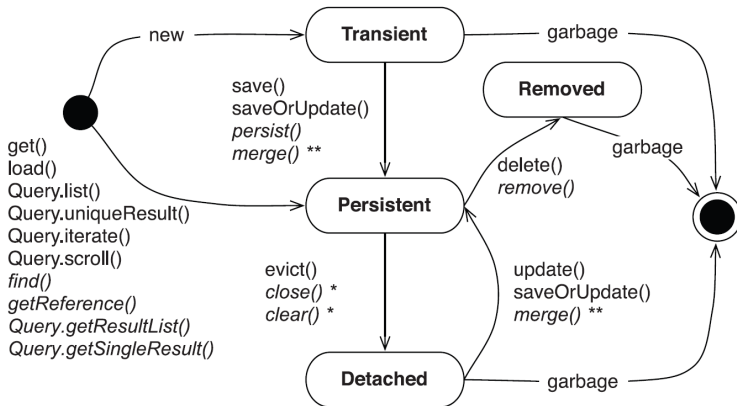 new
Transient
garbage
save()
saveOrUpdate()
persist()
merge() **
Removed
get()
load()
Query.list()
Query.uniqueResult()
Query.iterate()
Query.scroll()
find()
getReference()
Query.getResultList()
Query.getSingleResult()
garbage
delete()
remove()
Persistent
evict()
close() *
clear() *
update()
saveOrUpdate()
merge() **
Detached
garbage